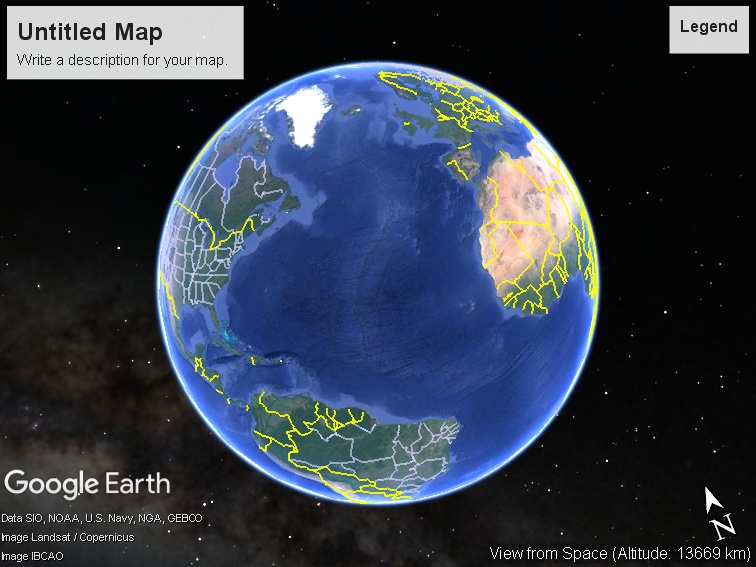 Untitled Map
Write a description for your map.
Legend
Google Earth
Data SIO, NOAA, U.S. Navy, NGA, GEBCO
Image Landsat / Copernicus
Image IBCAO
N
View from Space (Altitude: 13669 km)